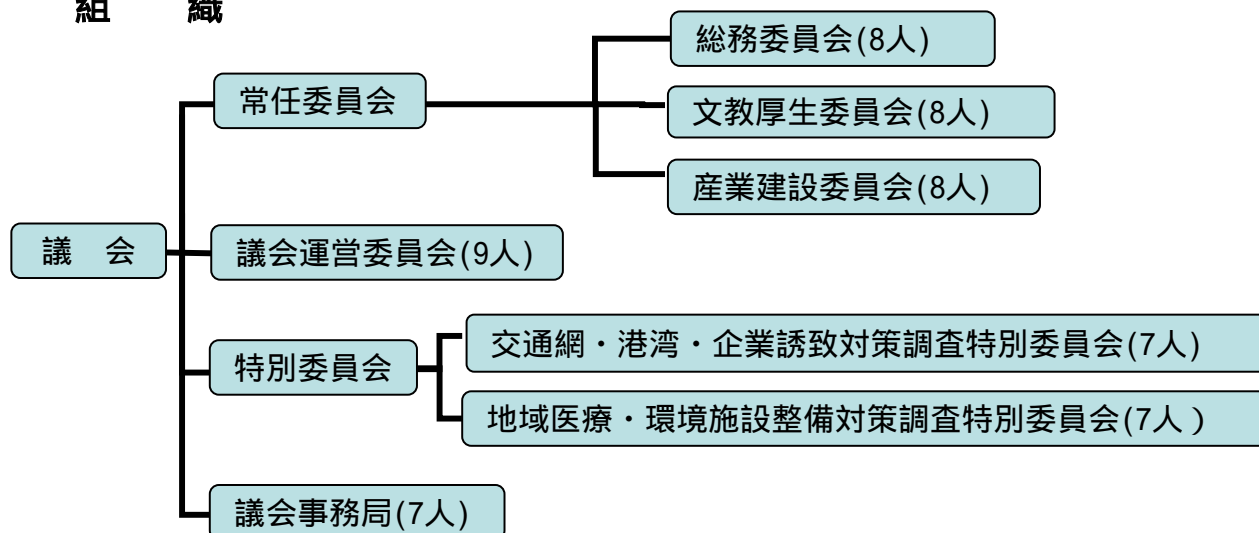 組　織
総務委員会(8人)
常任委員会
文教厚生委員会(8人)
産業建設委員会(8人)
議　会
議会運営委員会(9人)
交通網・港湾・企業誘致対策調査特別委員会(7人)
特別委員会
地域医療・環境施設整備対策調査特別委員会(7人）
議会事務局(7人)